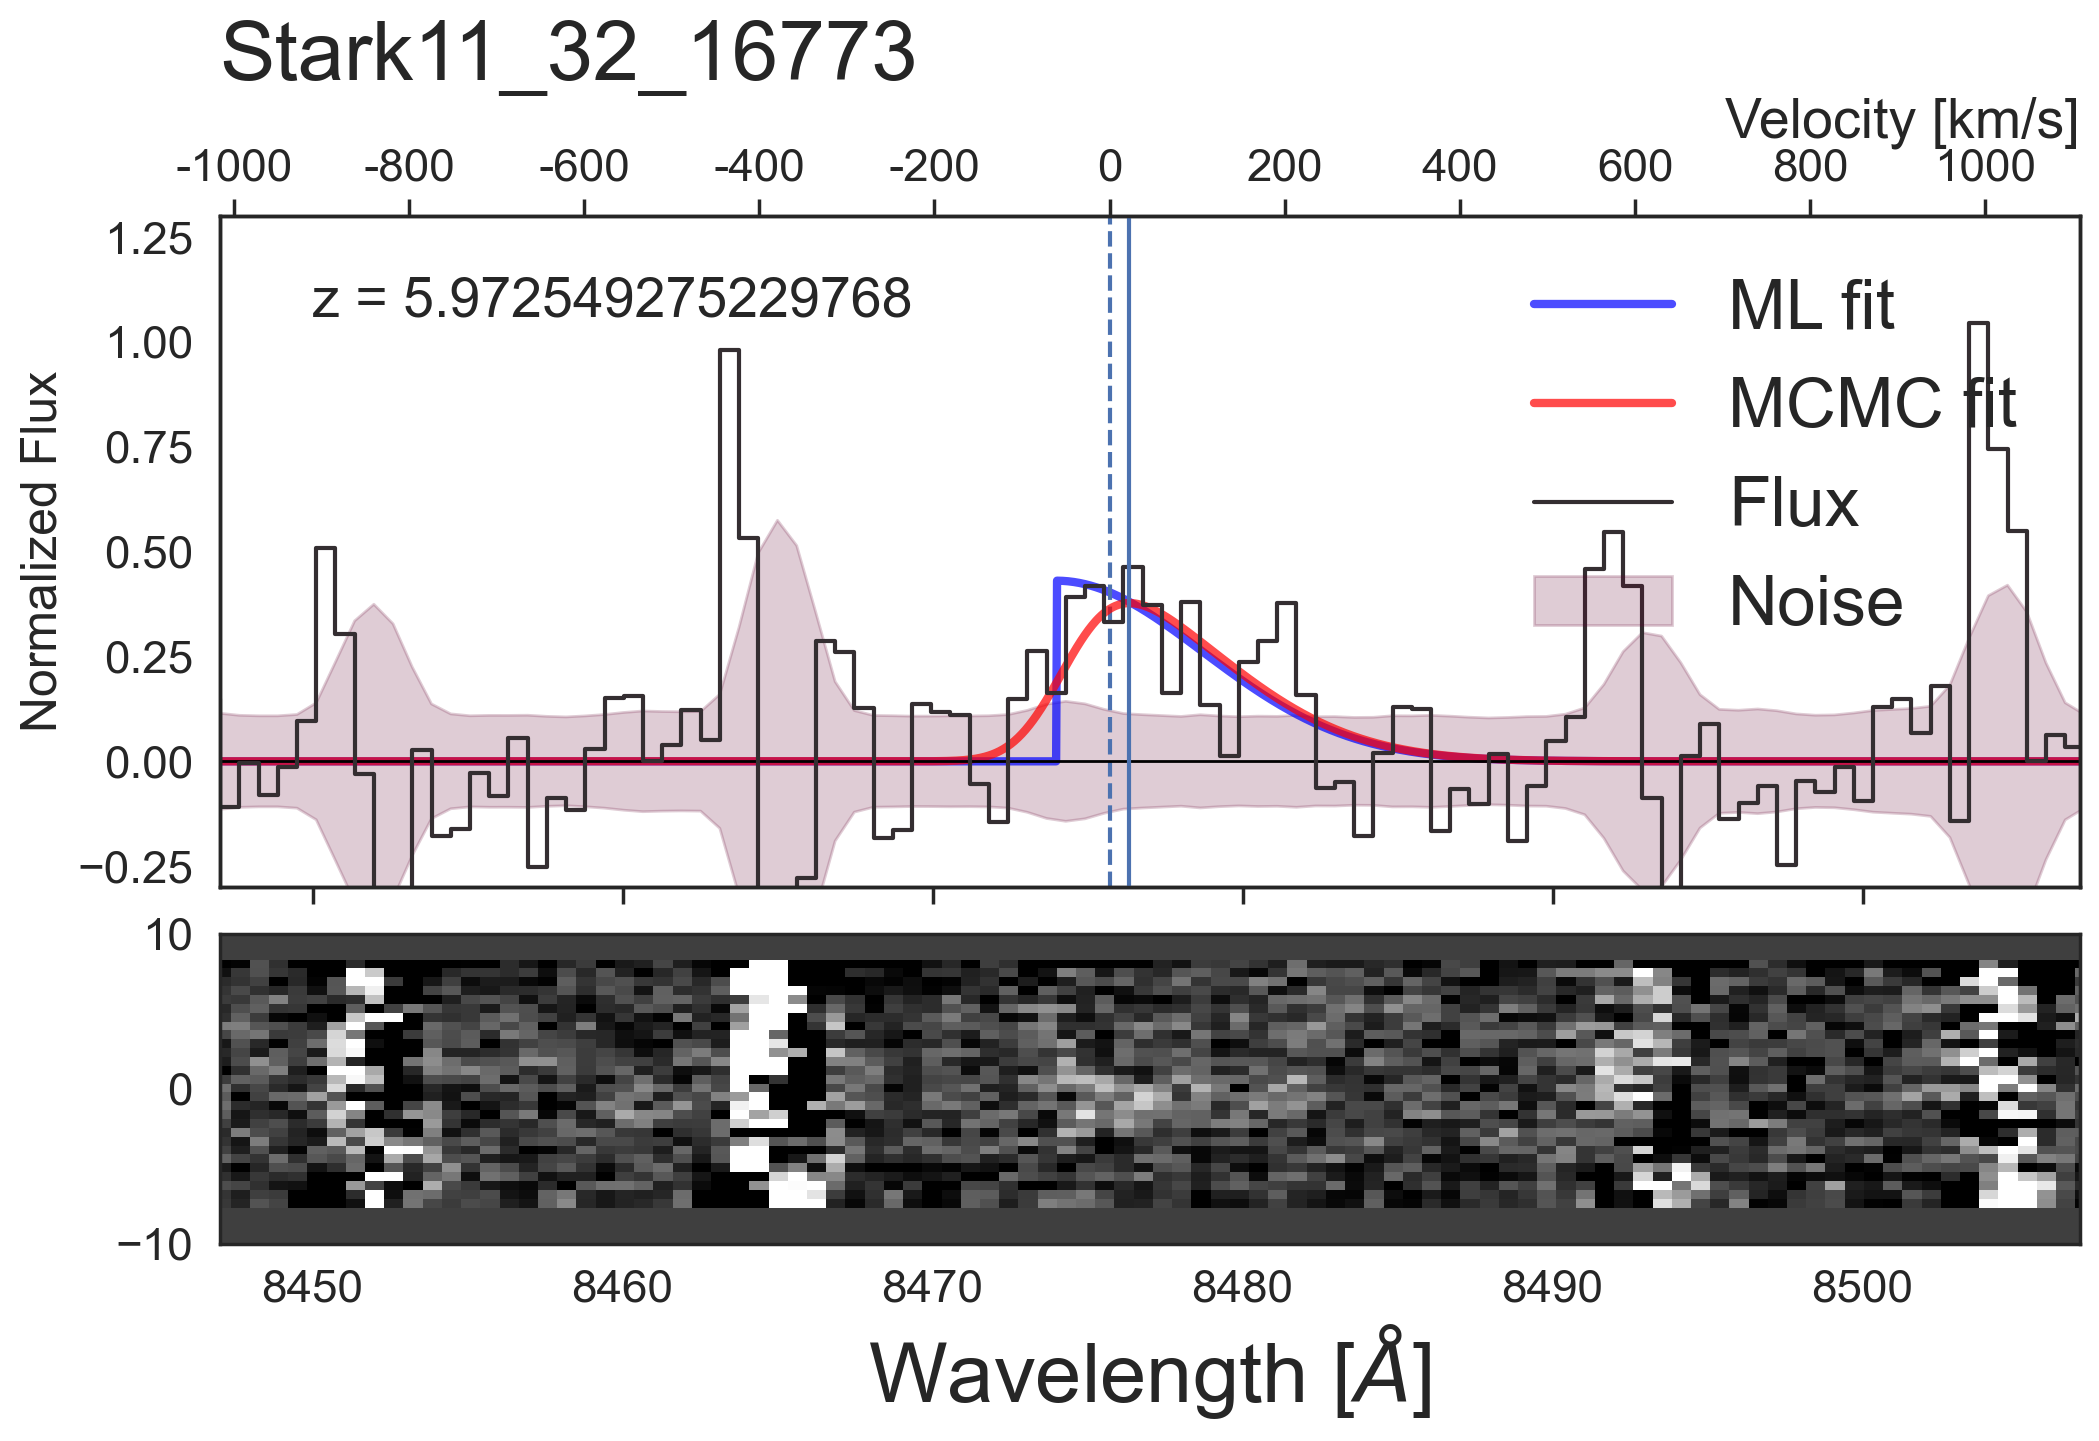 Stark11_32_16773
Velocity [km/s]
-1000 -800 -600 -400 -200 0 200 400 600 800 1000
z = 5.972549275229768
ML fit
MCMC fit
Flux
Noise
Normalized Flux
1.25
1.00
0.75
0.50
0.25
0.00
−0.25
10
0
−10
8450 8460 8470 8480 8490 8500
Wavelength [Å]